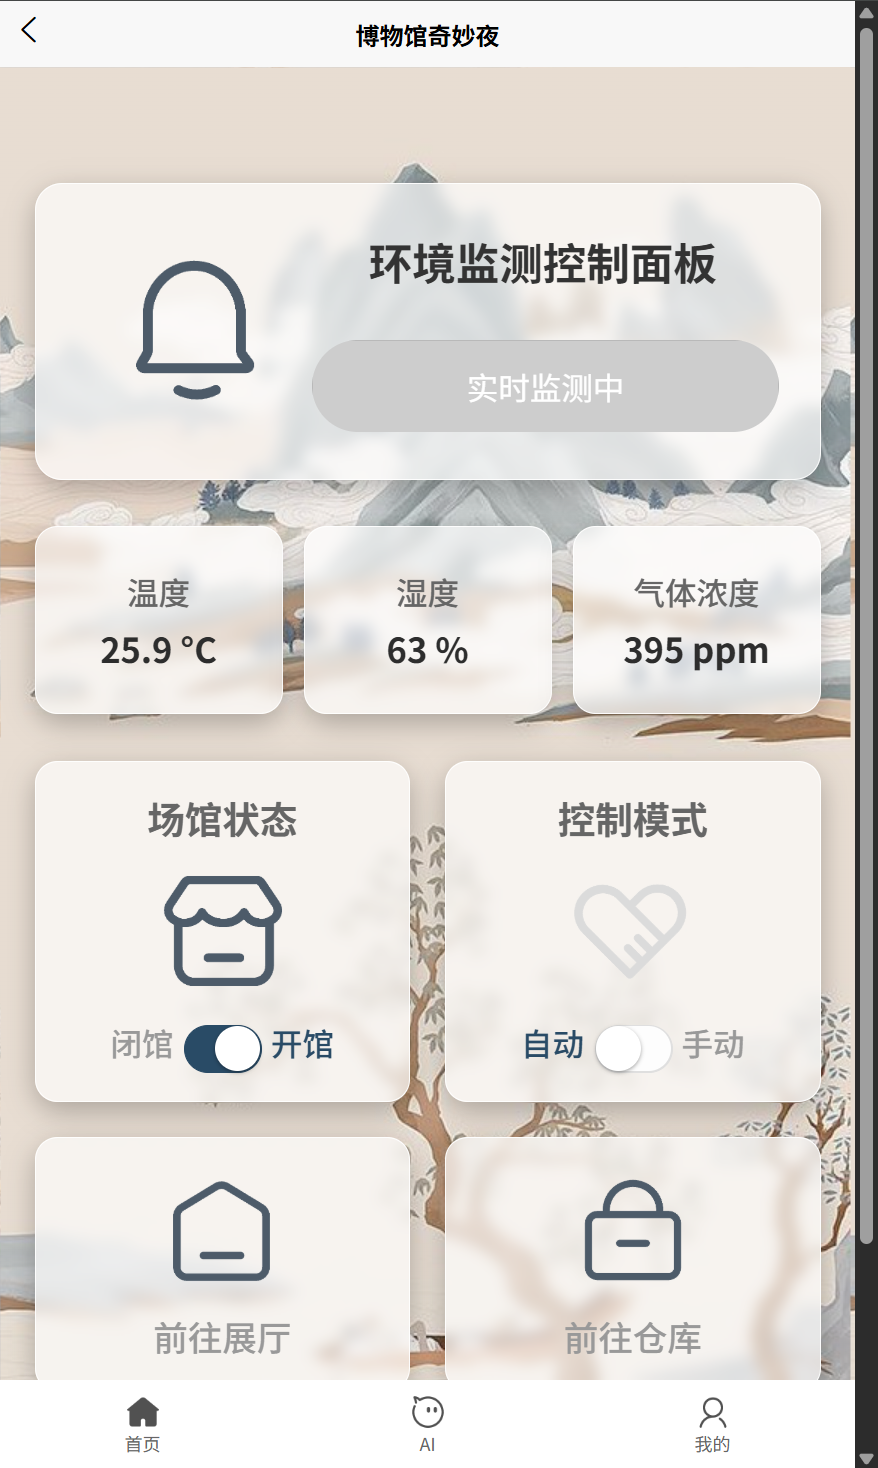 博物馆奇妙夜
环境监测控制面板
实时监测中
温度
25.9 °C
湿度
63 %
气体浓度
395 ppm
场馆状态
闭馆 开馆
控制模式
自动 手动
前往展厅
前往仓库
首页
AI
我的